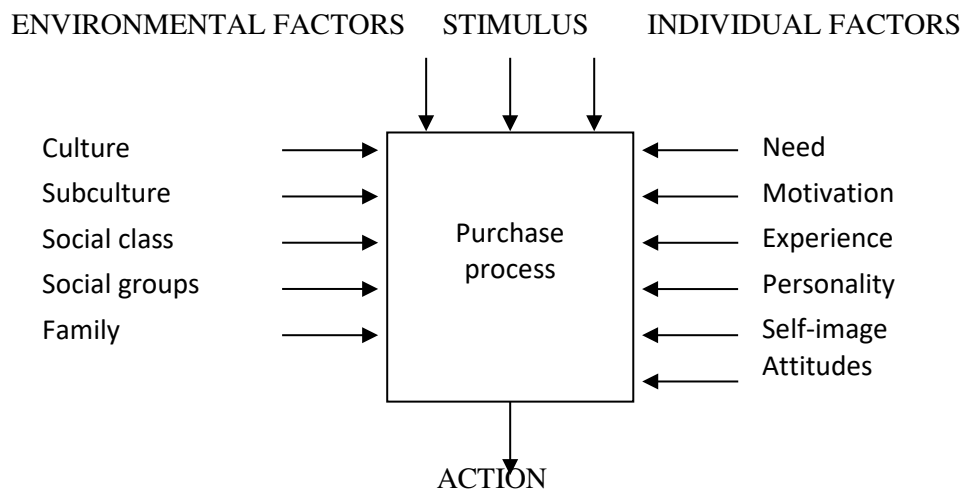 ENVIRONMENTAL FACTORS STIMULUS INDIVIDUAL FACTORS
Culture
Subculture
Social class
Social groups
Family
Purchase
process
Need
Motivation
Experience
Personality
Self-image
Attitudes
ACTION